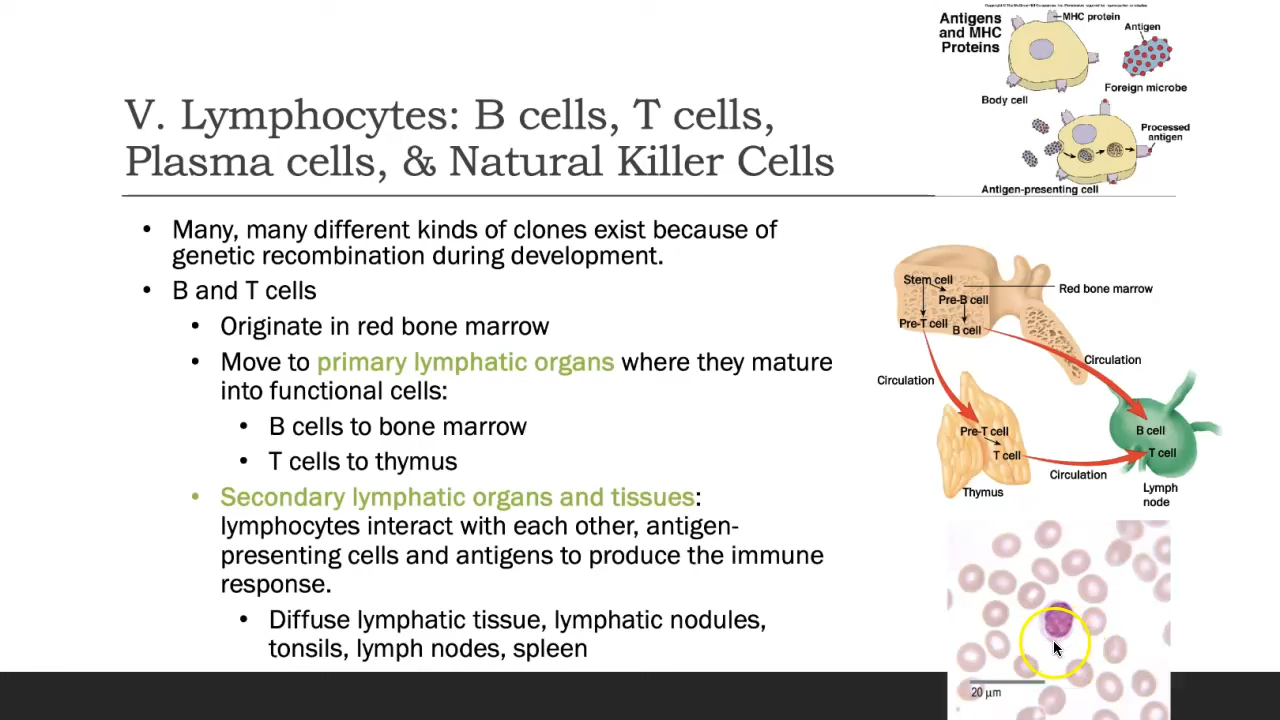 V. Lymphocytes: B cells, T cells,
Plasma cells, & Natural Killer Cells
• Many, many different kinds of clones exist because of
genetic recombination during development.
• B and T cells
• Originate in red bone marrow
• Move to primary lymphatic organs where they mature
into functional cells:
• B cells to bone marrow
• T cells to thymus
• Secondary lymphatic organs and tissues:
lymphocytes interact with each other, antigen-
presenting cells and antigens to produce the immune
response.
• Diffuse lymphatic tissue, lymphatic nodules,
tonsils, lymph nodes, spleen
Antigens
and MHC
Proteins
MHC protein
Antigen
Body cell
Foreign microbe
Processed
antigen
Antigen-presenting cell
Stem cell
Pre-B cell
Pre-T cell
B cell
Red bone marrow
Circulation
Circulation
Pre-T cell
T cell
Thymus
Circulation
B cell
T cell
Lymph
node
20 µm